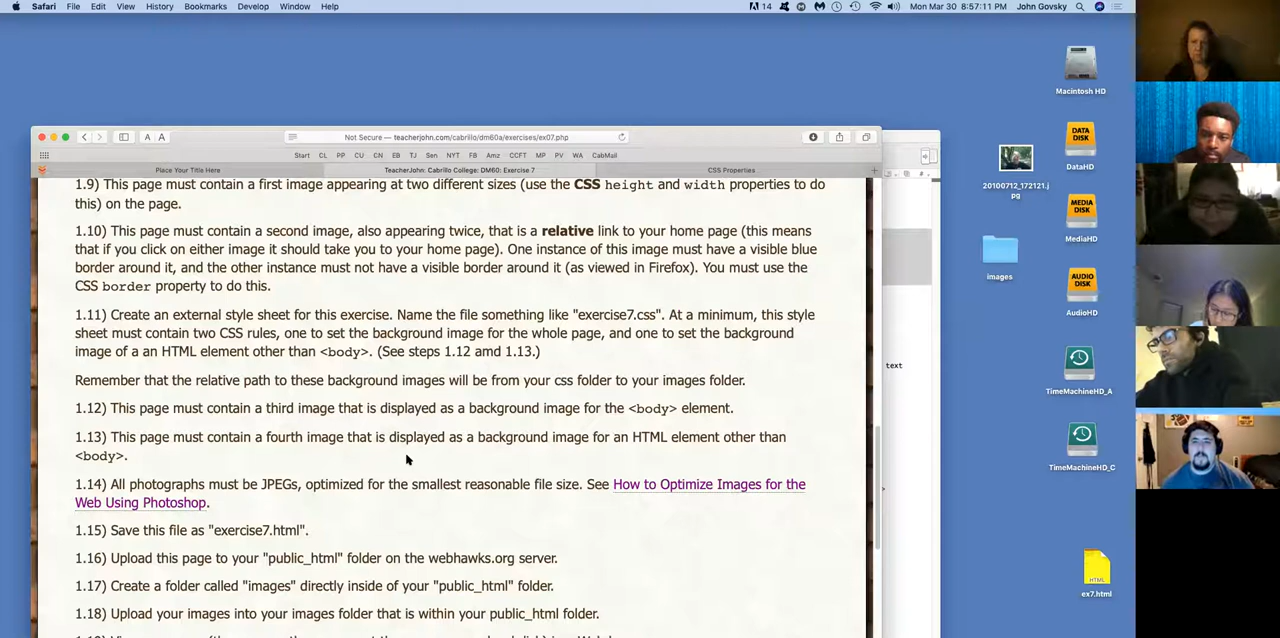 Safari File Edit View History Bookmarks Develop Window Help
14
Mon Mar 30 8:57:11 PM John Govsky
Not Secure — teacherjohn.com/cabrillo/dm60a/exercises/ex07.php
A A
Start CL PP CU CN EB TJ Sen NYT FB Amz CCFT MP PV WA CabMail
Place Your Title Here
TeacherJohn: Cabrillo College: DM60: Exercise 7
CSS Properties
1.9) This page must contain a first image appearing at two different sizes (use the CSS height and width properties to do
this) on the page.
1.10) This page must contain a second image, also appearing twice, that is a relative link to your home page (this means
that if you click on either image it should take you to your home page). One instance of this image must have a visible blue
border around it, and the other instance must not have a visible border around it (as viewed in Firefox). You must use the
CSS border property to do this.
1.11) Create an external style sheet for this exercise. Name the file something like "exercise7.css". At a minimum, this style
sheet must contain two CSS rules, one to set the background image for the whole page, and one to set the background
image of a an HTML element other than <body>. (See steps 1.12 amd 1.13.)
Remember that the relative path to these background images will be from your css folder to your images folder.
1.12) This page must contain a third image that is displayed as a background image for the <body> element.
1.13) This page must contain a fourth image that is displayed as a background image for an HTML element other than
<body>.
1.14) All photographs must be JPEGs, optimized for the smallest reasonable file size. See How to Optimize Images for the
Web Using Photoshop.
1.15) Save this file as "exercise7.html".
1.16) Upload this page to your "public_html" folder on the webhawks.org server.
1.17) Create a folder called "images" directly inside of your "public_html" folder.
1.18) Upload your images into your images folder that is within your public_html folder.
text
20100712_172121.j
pg
images
Macintosh HD
DATA
DISK
DataHD
MEDIA
DISK
MediaHD
AUDIO
DISK
AudioHD
TimeMachineHD_A
TimeMachineHD_C
HTML
ex7.html